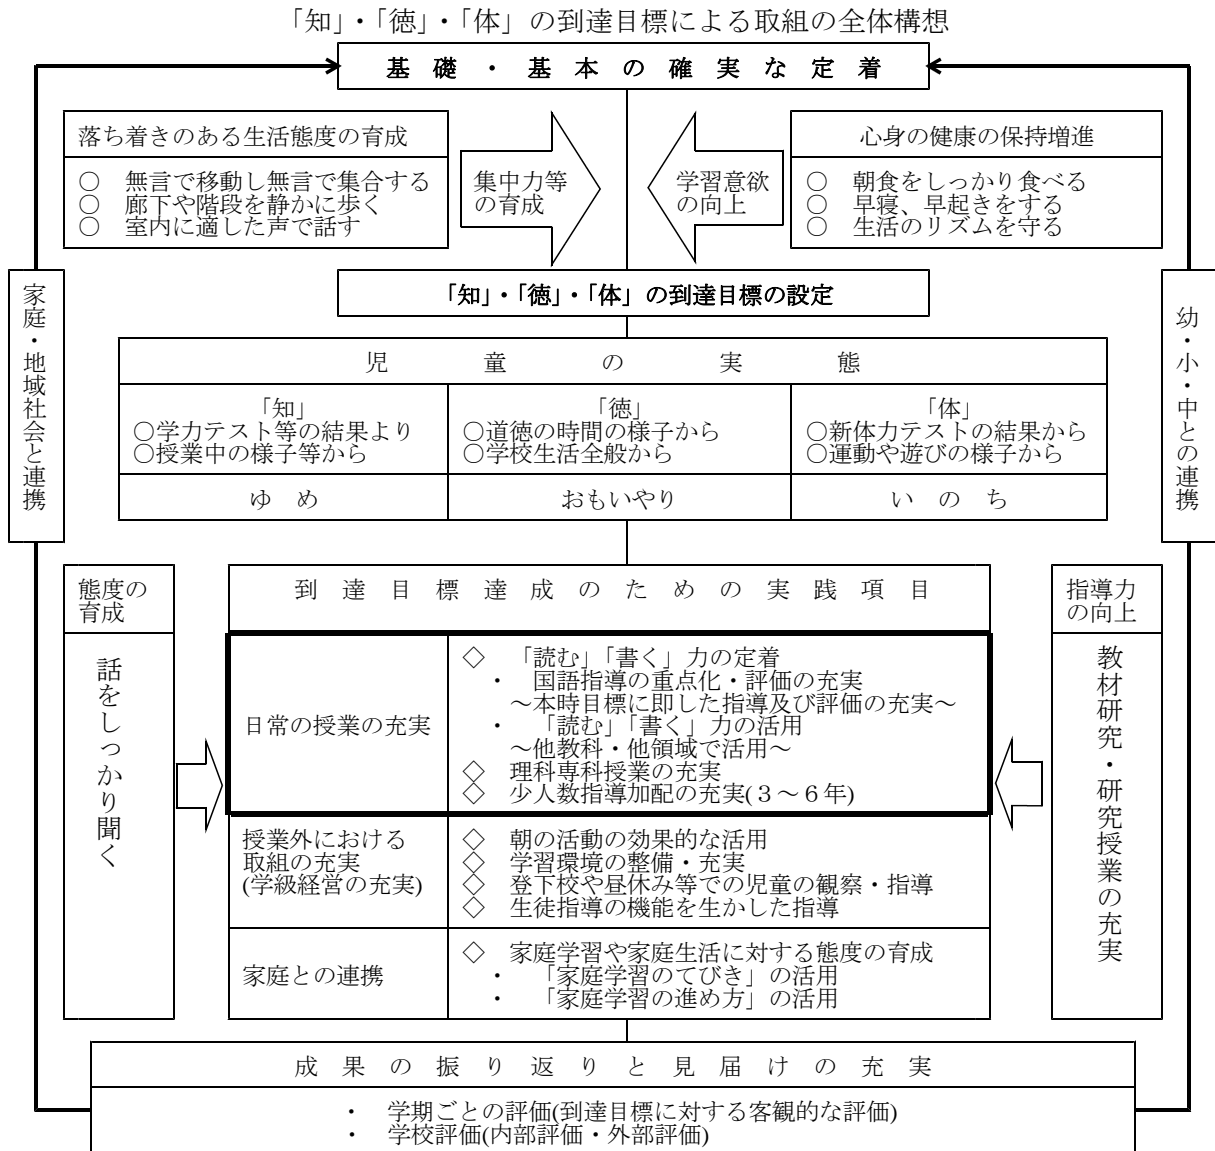 「知」・「徳」・「体」の到達目標による取組の全体構想
基礎・基本の確実な定着
落ち着きのある生活態度の育成
○　無言で移動し無言で集合する
○　廊下や階段を静かに歩く
○　室内に適した声で話す
集中力等
の育成
学習意欲
の向上
心身の健康の保持増進
○　朝食をしっかり食べる
○　早寝、早起きをする
○　生活のリズムを守る
家庭・地域社会と連携
幼・小・中との連携
「知」・「徳」・「体」の到達目標の設定
児童の実態
「知」
○学力テスト等の結果より
○授業中の様子等から
「徳」
○道徳の時間の様子から
○学校生活全般から
「体」
○新体力テストの結果から
○運動や遊びの様子から
ゆめ
おもいやり
いのち
態度の
育成
話をしっかり聞く
到達目標達成のための実践項目
日常の授業の充実
◇　「読む」「書く」力の定着
・　国語指導の重点化・評価の充実
～本時目標に即した指導及び評価の充実～
・　「読む」「書く」力の活用
～他教科・他領域で活用～
◇　理科専科授業の充実
◇　少人数指導加配の充実(３～６年)
授業外における
取組の充実
(学級経営の充実)
◇　朝の活動の効果的な活用
◇　学習環境の整備・充実
◇　登下校や昼休み等での児童の観察・指導
◇　生徒指導の機能を生かした指導
家庭との連携
◇　家庭学習や家庭生活に対する態度の育成
・　「家庭学習のてびき」の活用
・　「家庭学習の進め方」の活用
指導力
の向上
教材研究・研究授業の充実
成果の振り返りと見届けの充実
・　学期ごとの評価(到達目標に対する客観的な評価)
・　学校評価(内部評価・外部評価)